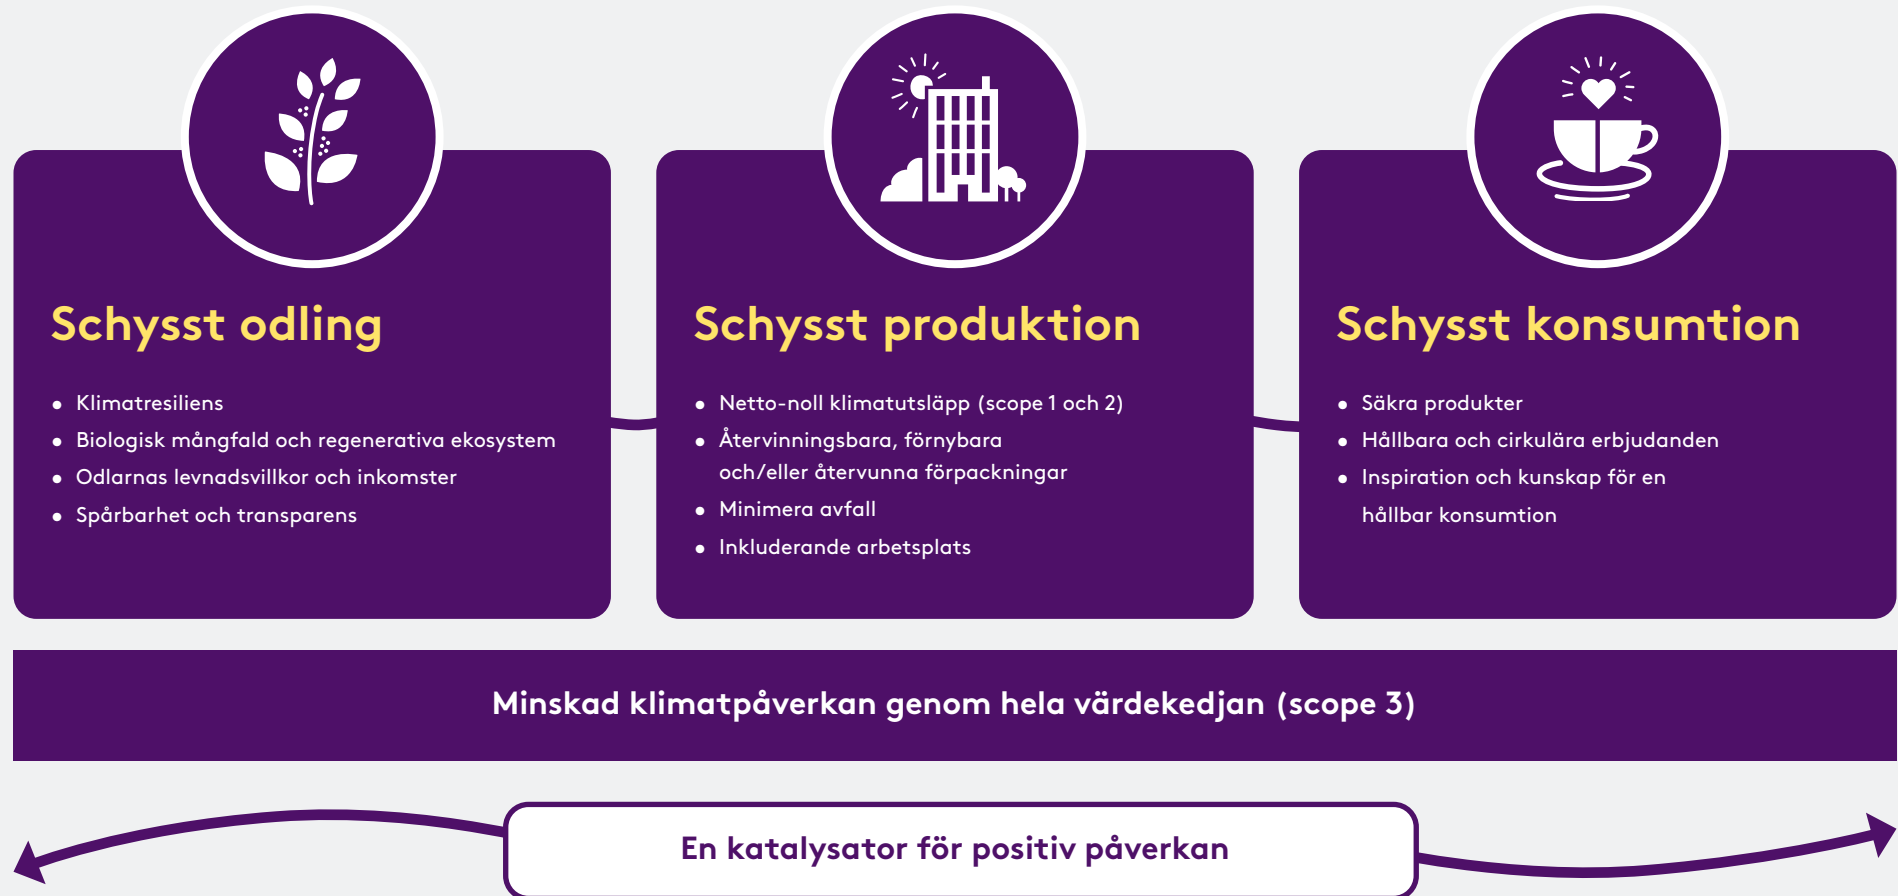 Schysst odling
• Klimatresiliens
• Biologisk mångfald och regenerativa ekosystem
• Odlarnas levnadsvillkor och inkomster
• Spårbarhet och transparens
Schysst produktion
• Netto-noll klimatutsläpp (scope 1 och 2)
• Återvinningsbara, förnybara
och/eller återvunna förpackningar
• Minimera avfall
• Inkluderande arbetsplats
Schysst konsumtion
• Säkra produkter
• Hållbara och cirkulära erbjudanden
• Inspiration och kunskap för en
hållbar konsumtion
Minskad klimatpåverkan genom hela värdekedjan (scope 3)
En katalysator för positiv påverkan